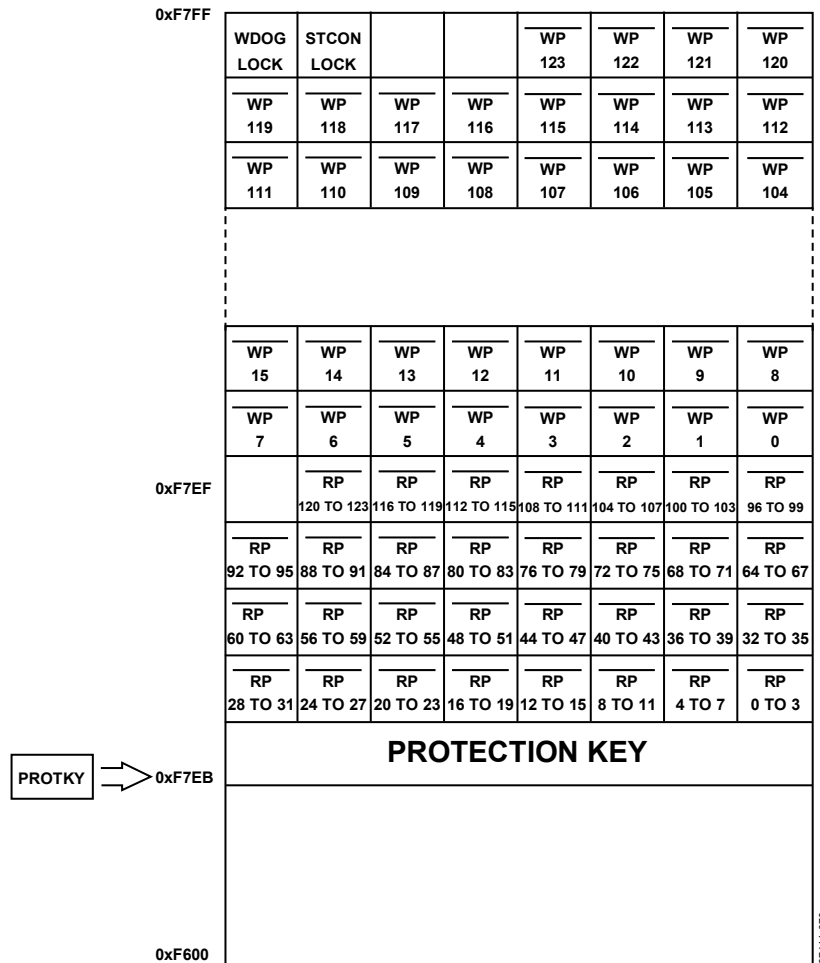 0xF7FF
WDOG LOCK STCON LOCK WP 123 WP 122 WP 121 WP 120
WP 119 WP 118 WP 117 WP 116 WP 115 WP 114 WP 113 WP 112
WP 111 WP 110 WP 109 WP 108 WP 107 WP 106 WP 105 WP 104
WP 15 WP 14 WP 13 WP 12 WP 11 WP 10 WP 9 WP 8
WP 7 WP 6 WP 5 WP 4 WP 3 WP 2 WP 1 WP 0
0xF7EF
RP 120 TO 123 RP 116 TO 119 RP 112 TO 115 RP 108 TO 111 RP 104 TO 107 RP 100 TO 103 RP 96 TO 99
RP 92 TO 95 RP 88 TO 91 RP 84 TO 87 RP 80 TO 83 RP 76 TO 79 RP 72 TO 75 RP 68 TO 71 RP 64 TO 67
RP 60 TO 63 RP 56 TO 59 RP 52 TO 55 RP 48 TO 51 RP 44 TO 47 RP 40 TO 43 RP 36 TO 39 RP 32 TO 35
RP 28 TO 31 RP 24 TO 27 RP 20 TO 23 RP 16 TO 19 RP 12 TO 15 RP 8 TO 11 RP 4 TO 7 RP 0 TO 3
PROTECTION KEY
PROTKY
0xF7EB
0xF600